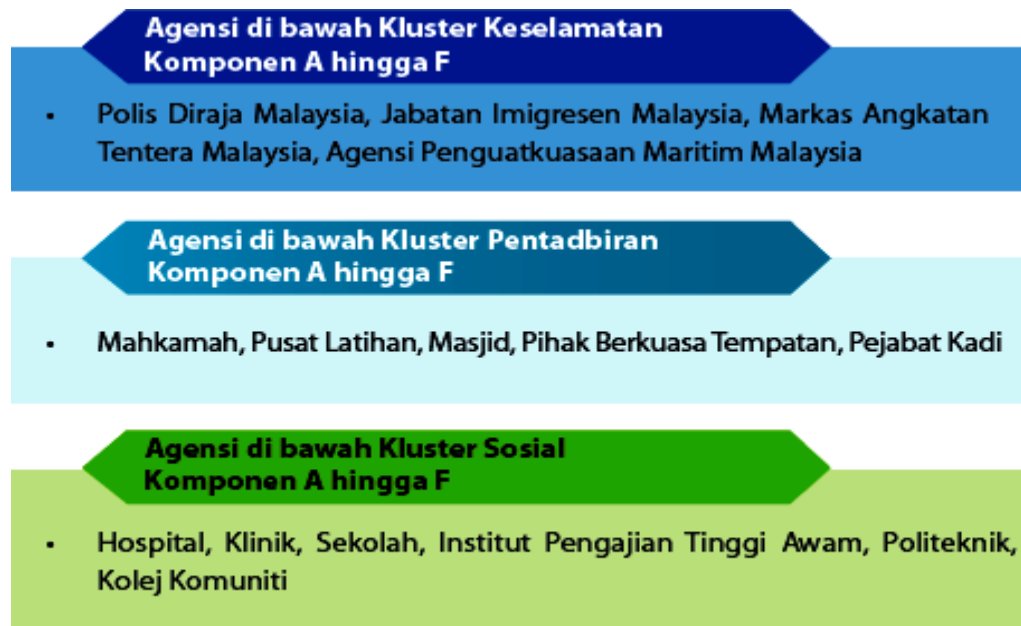 Agensi di bawah Kluster Keselamatan
Komponen A hingga F
• Polis Diraja Malaysia, Jabatan Imigresen Malaysia, Markas Angkatan
Tentera Malaysia, Agensi Penguatkuasaan Maritim Malaysia
Agensi di bawah Kluster Pentadbiran
Komponen A hingga F
• Mahkamah, Pusat Latihan, Masjid, Pihak Berkuasa Tempatan, Pejabat Kadi
Agensi di bawah Kluster Sosial
Komponen A hingga F
• Hospital, Klinik, Sekolah, Institut Pengajian Tinggi Awam, Politeknik,
Kolej Komuniti